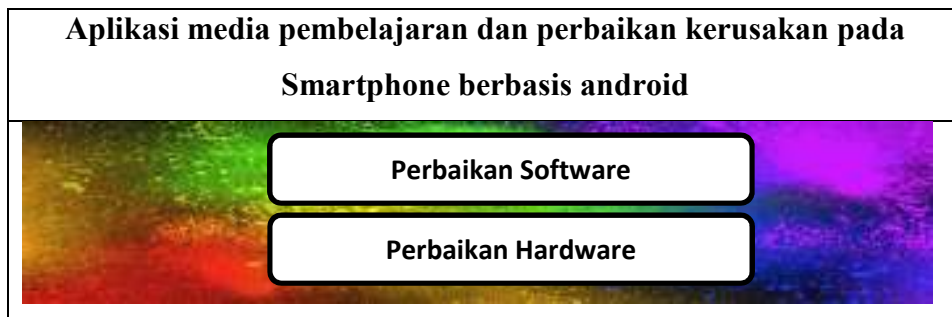 Aplikasi media pembelajaran dan perbaikan kerusakan pada
Smartphone berbasis android
Perbaikan Software
Perbaikan Hardware